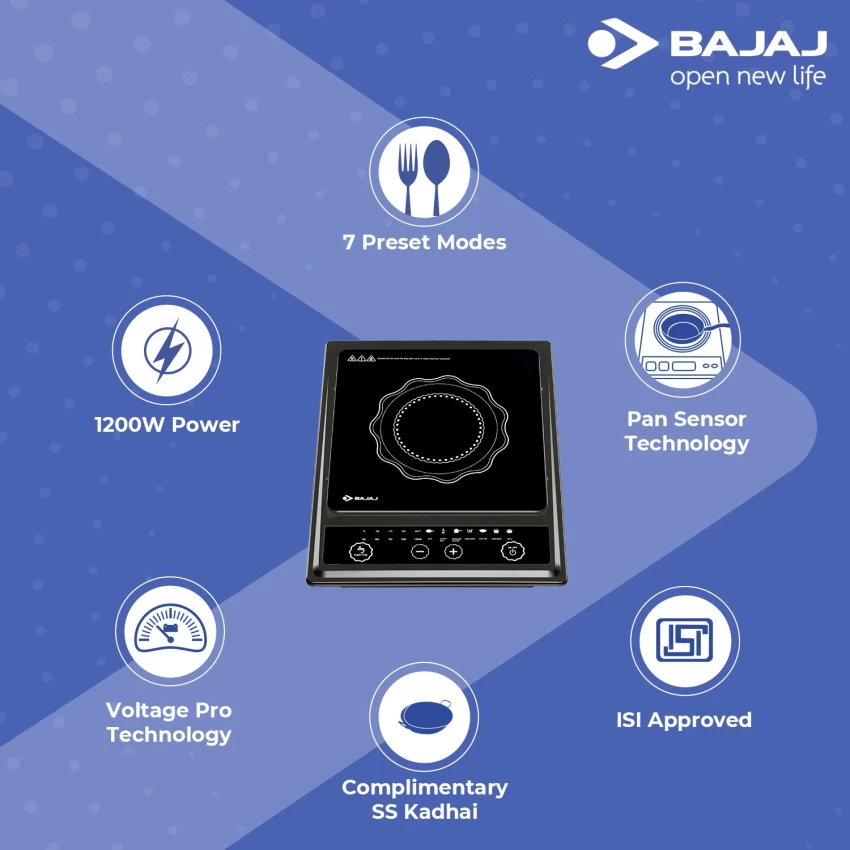 BAJAJ
open new life
7 Preset Modes
1200W Power
Pan Sensor
Technology
BAJAJ
Voltage Pro
Technology
ISI Approved
Complimentary
SS Kadhai